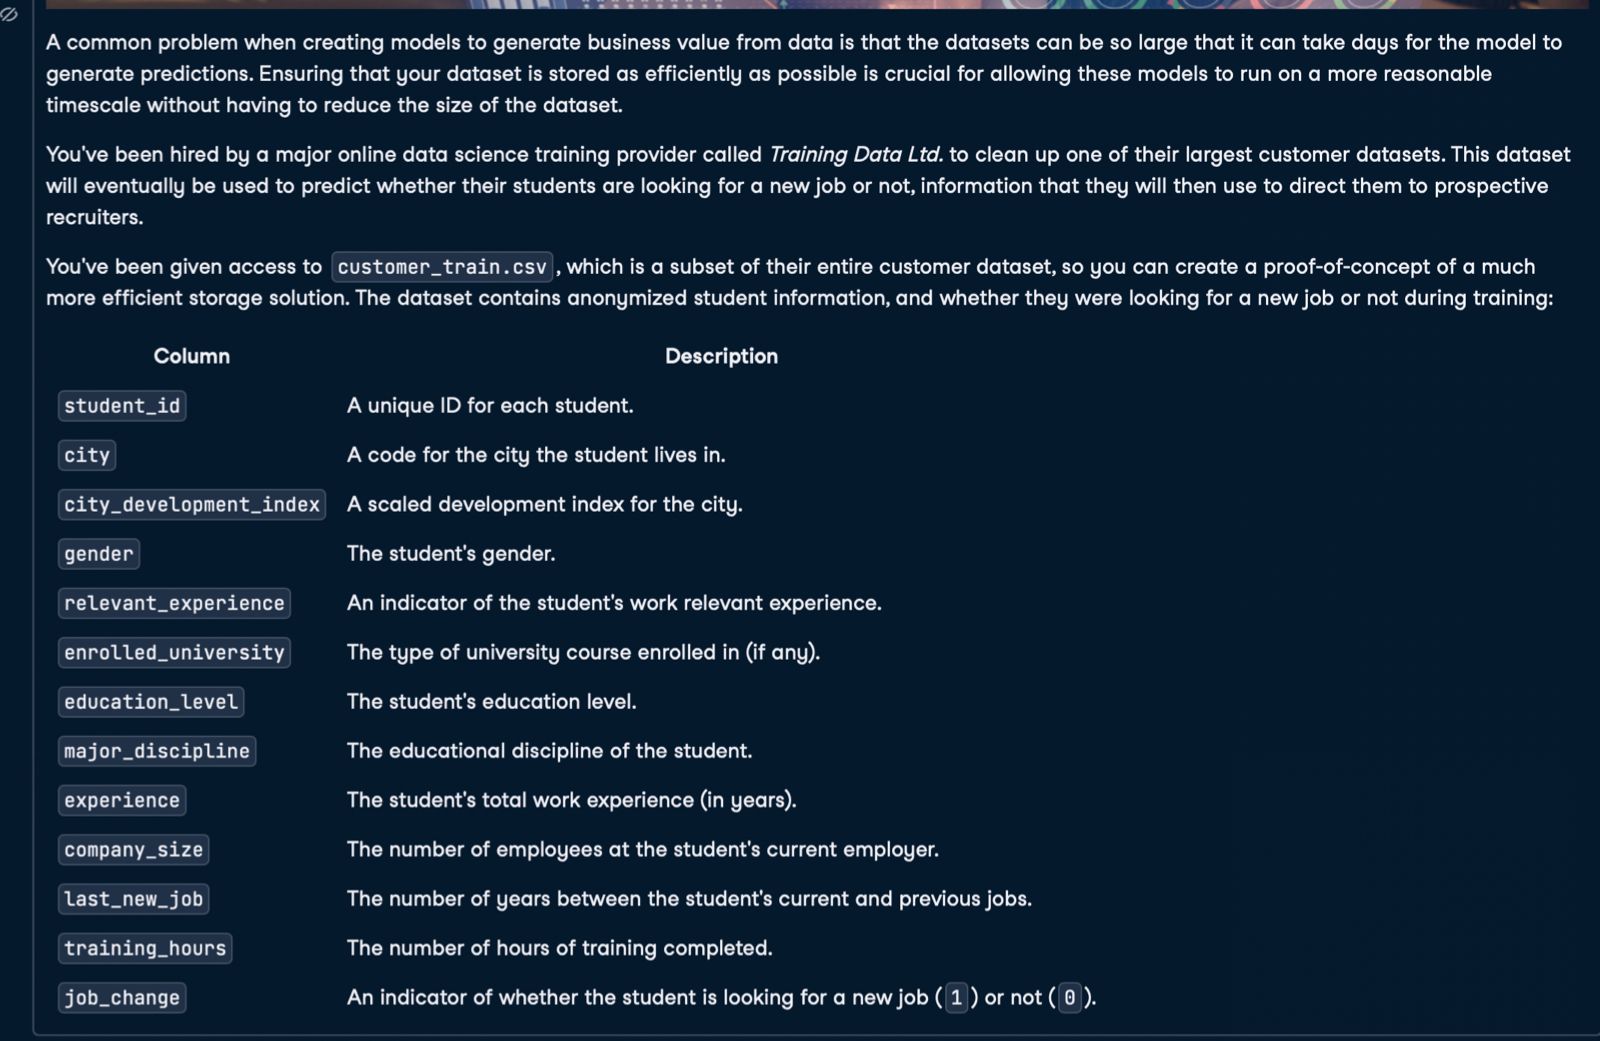 A common problem when creating models to generate business value from data is that the datasets can be so large that it can take days for the model to
generate predictions. Ensuring that your dataset is stored as efficiently as possible is crucial for allowing these models to run on a more reasonable
timescale without having to reduce the size of the dataset.
You've been hired by a major online data science training provider called Training Data Ltd. to clean up one of their largest customer datasets. This dataset
will eventually be used to predict whether their students are looking for a new job or not, information that they will then use to direct them to prospective
recruiters.
You've been given access to customer_train.csv, which is a subset of their entire customer dataset, so you can create a proof-of-concept of a much
more efficient storage solution. The dataset contains anonymized student information, and whether they were looking for a new job or not during training:
Column Description
student_id A unique ID for each student.
city A code for the city the student lives in.
city_development_index A scaled development index for the city.
gender The student's gender.
relevant_experience An indicator of the student's work relevant experience.
enrolled_university The type of university course enrolled in (if any).
education_level The student's education level.
major_discipline The educational discipline of the student.
experience The student's total work experience (in years).
company_size The number of employees at the student's current employer.
last_new_job The number of years between the student's current and previous jobs.
training_hours The number of hours of training completed.
job_change An indicator of whether the student is looking for a new job (1) or not (0).